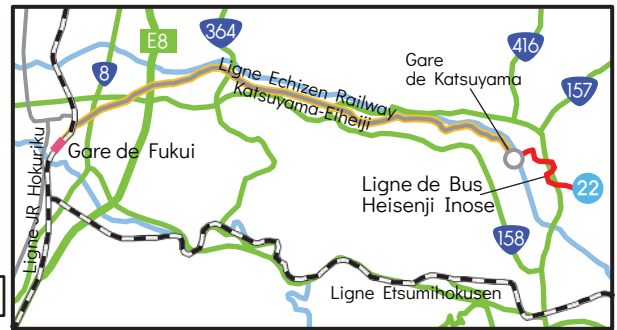 364
416
E8
Gare
de Katsuyama
8
Ligne Echizen Railway
Katsuyama-Eiheiji
157
Gare de Fukui
Ligne JR Hokuriku
Ligne de Bus
Heisenji Inose
22
158
Ligne Etsumihokusen